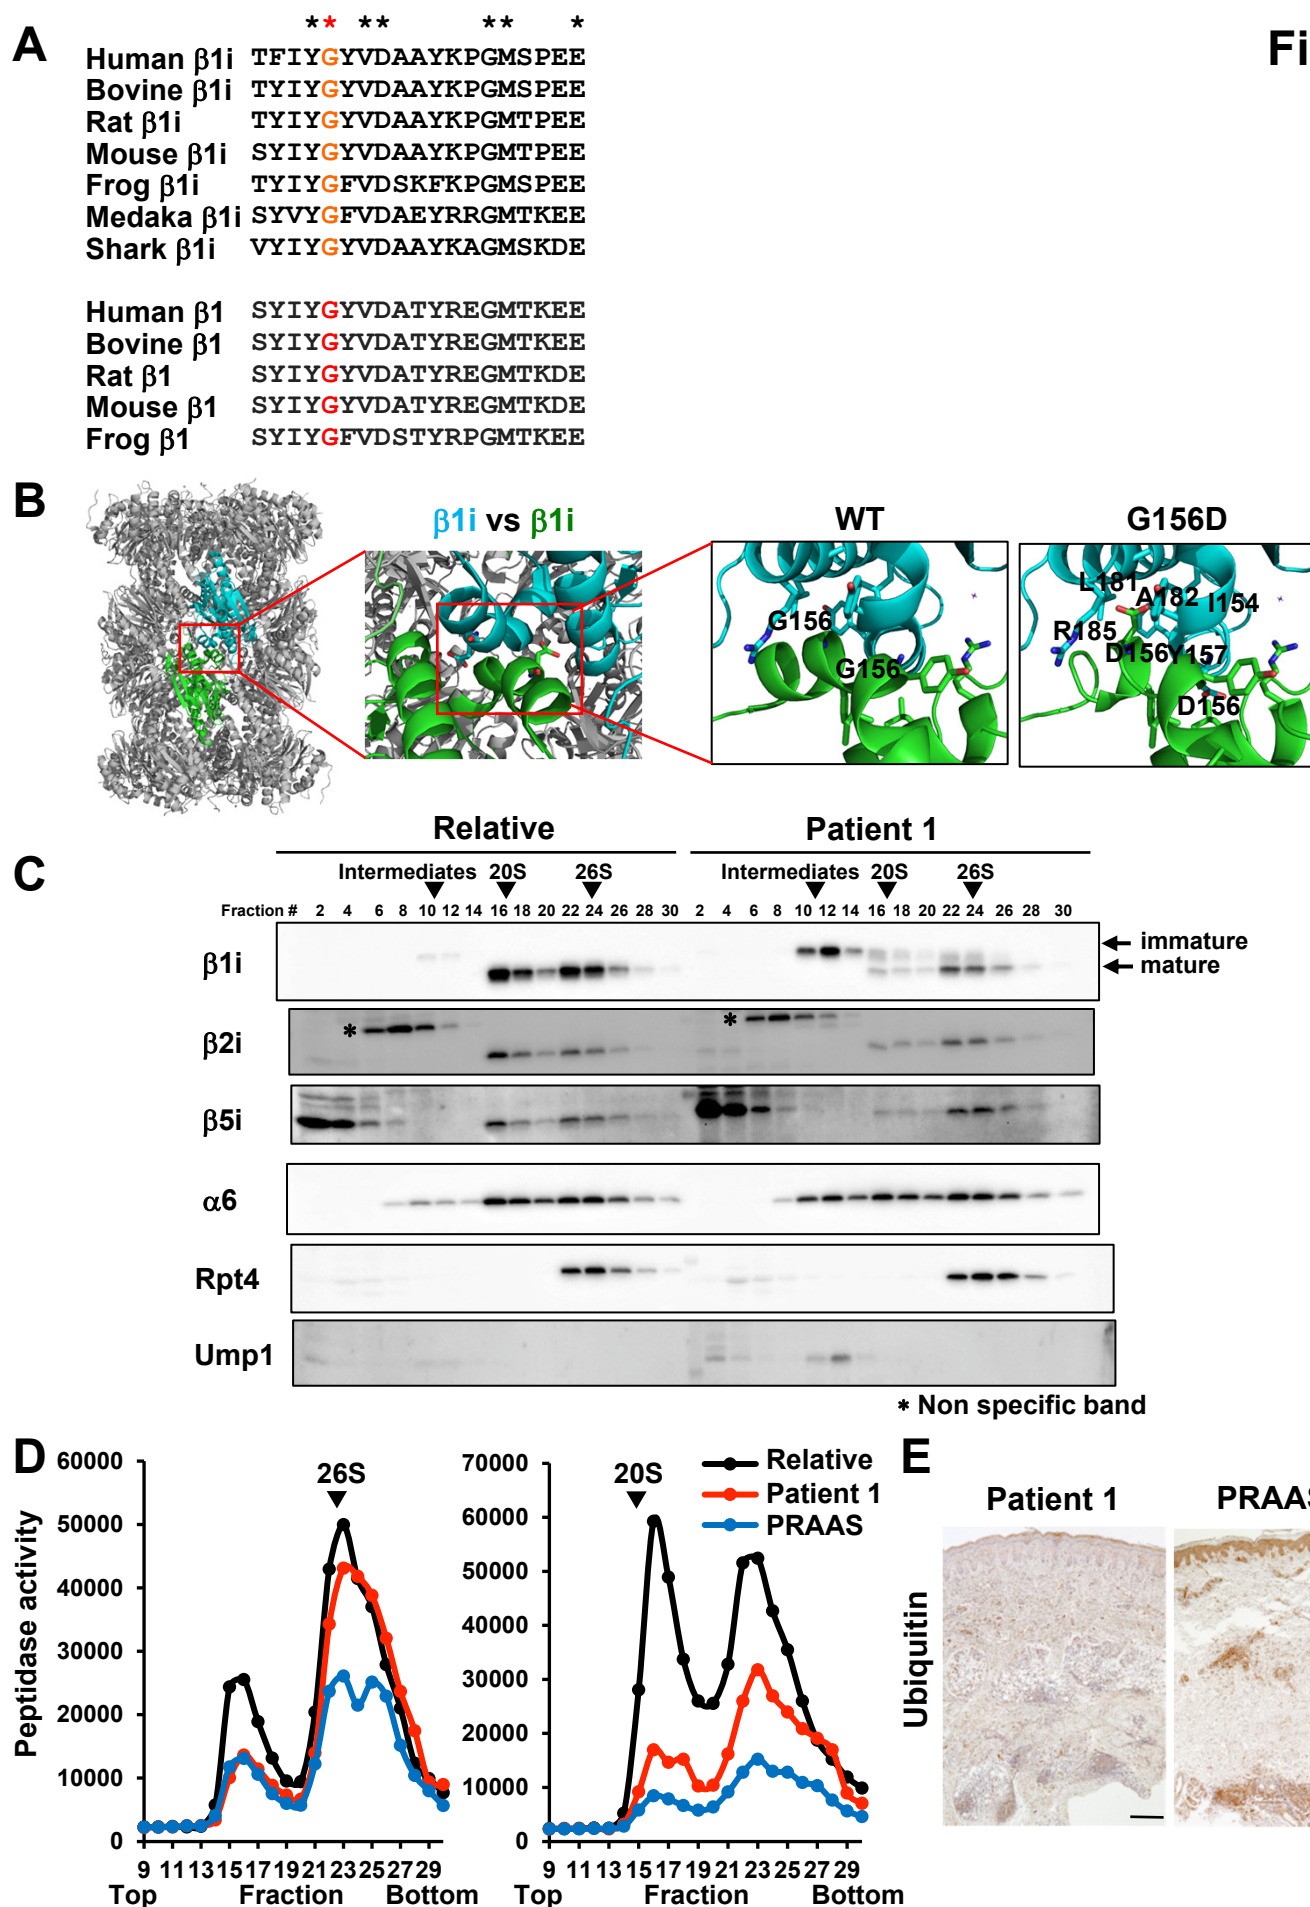 A
Fi
* * * * * * *
Human β1i TFIYGYVDAAYKPGMSPEE
Bovine β1i TYIYGYVDAAYKPGMSPEE
Rat β1i TYIYGYVDAAYKPGMTPEE
Mouse β1i SYIYGYVDAAYKPGMTPEE
Frog β1i TYIYGFVDSKFKPGMSPEE
Medaka β1i SYVYGFVDAEYRRGMTKEE
Shark β1i VYIYGYVDAAYKAGMSKDE
Human β1 SYIYGYVDATYREGMTKEE
Bovine β1 SYIYGYVDATYREGMTKEE
Rat β1 SYIYGYVDATYREGMTKDE
Mouse β1 SYIYGYVDATYREGMTKDE
Frog β1 SYIYGFVDSTYRPGMTKEE
B
β1i vs β1i
WT
G156
G156
G156D
L181
A182
I154
R185
D156
Y157
D156
C
Relative Patient 1
Intermediates 20S 26S Intermediates 20S 26S
Fraction # 2 4 6 8 10 12 14 16 18 20 22 24 26 28 30 2 4 6 8 10 12 14 16 18 20 22 24 26 28 30
β1i
immature
mature
β2i * *
β5i
α6
Rpt4
Ump1
* Non specific band
D
Peptidase activity
60000
50000
40000
30000
20000
10000
0
26S
9 11 13 15 17 19 21 23 25 27 29
Top Fraction Bottom
70000
60000
50000
40000
30000
20000
10000
0
20S
Relative
Patient 1
PRAAS
9 11 13 15 17 19 21 23 25 27 29
Top Fraction Bottom
E
Patient 1 PRAAS
Ubiquitin